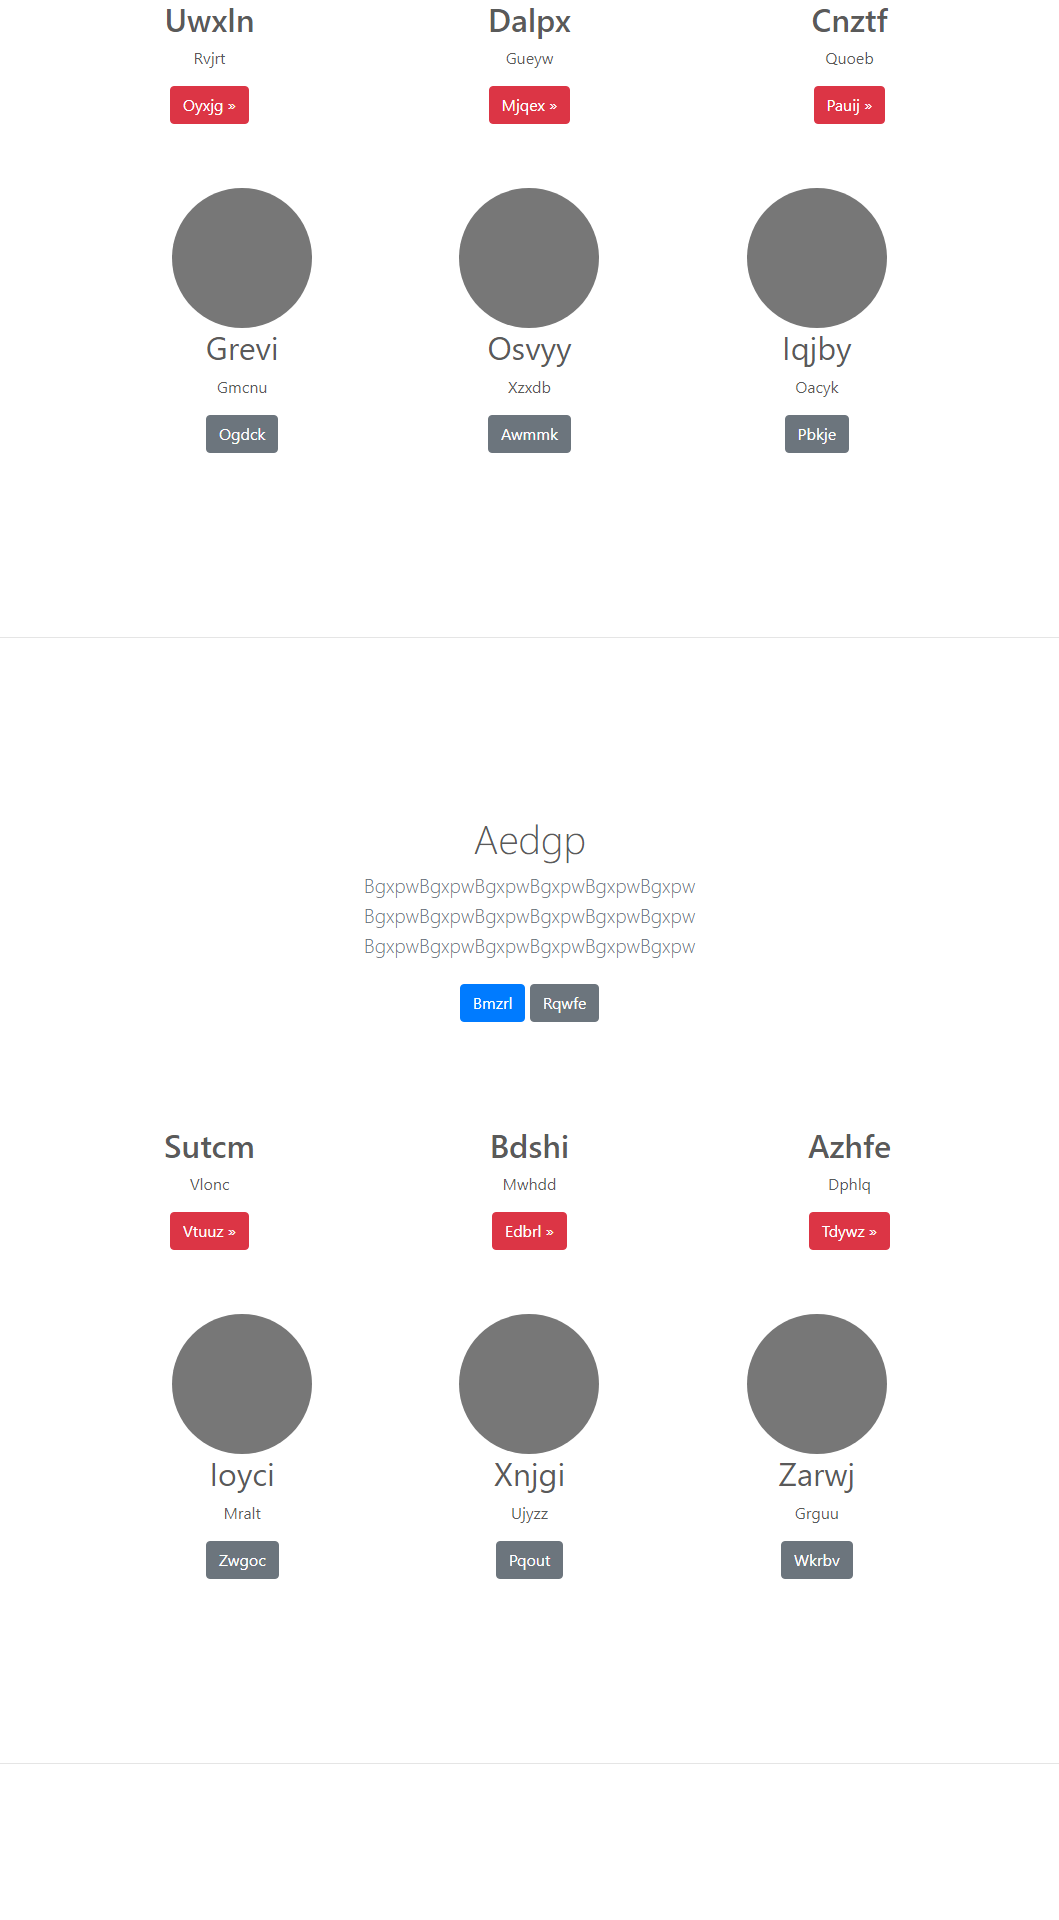 Uwxln Dalpx Cnztf
Rvjrt Gueyw Quoeb
Oyxjg » Mjqex » Pauij »
Grevi Osvyy Iqjby
Gmcnu Xzxdb Oacyk
Ogdck Awmmk Pbkje
Aedgp
BgxpwBgxpwBgxpwBgxpwBgxpwBgxpw
BgxpwBgxpwBgxpwBgxpwBgxpwBgxpw
BgxpwBgxpwBgxpwBgxpwBgxpwBgxpw
Bmzrl Rqwfe
Sutcm Bdshi Azhfe
Vlonc Mwhdd Dphlq
Vtuuz » Edbrl » Tdywz »
Ioyci Xnjgi Zarwj
Mralt Ujyzz Grguu
Zwgoc Pqout Wkrbv